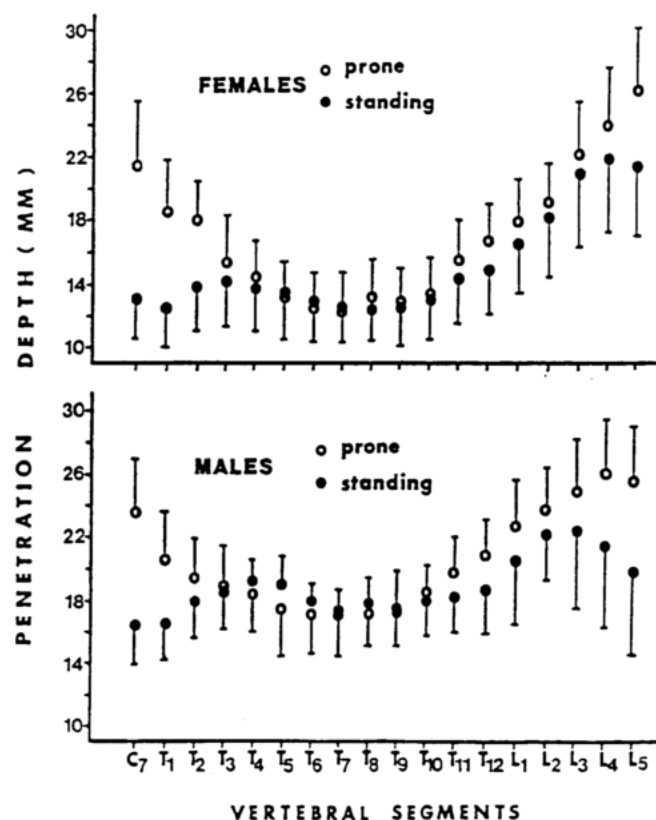 30
26
22
18
14
10
FEMALES
prone
standing
DEPTH (MM)
30
26
22
18
14
10
MALES
prone
standing
PENETRATION
C7 T1 T2 T3 T4 T5 T6 T7 T8 T9 T10 T11 T12 L1 L2 L3 L4 L5
VERTEBRAL SEGMENTS